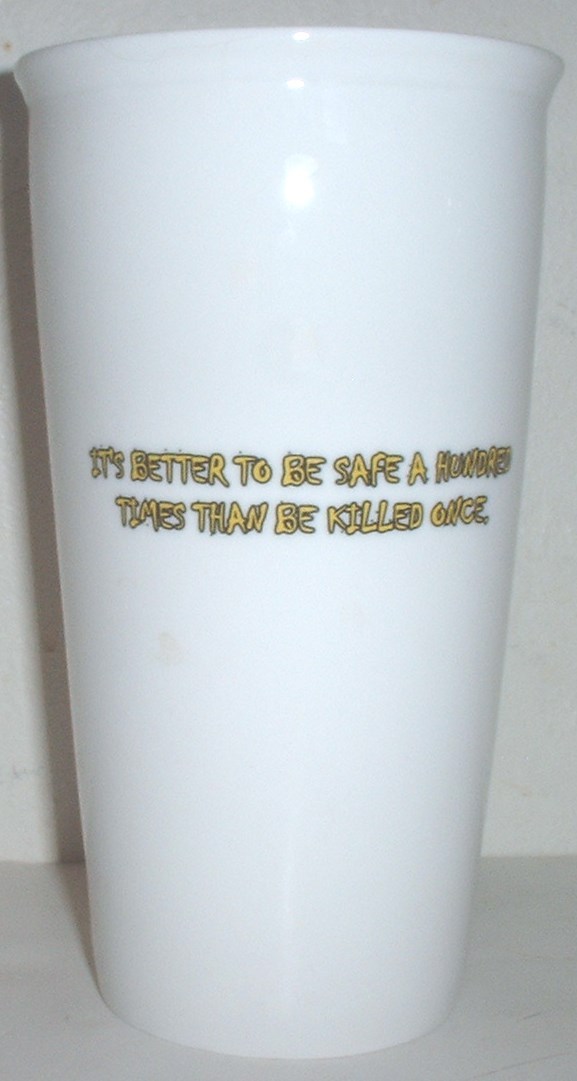 IT'S BETTER TO BE SAFE A HUNDRED
TIMES THAN BE KILLED ONCE.